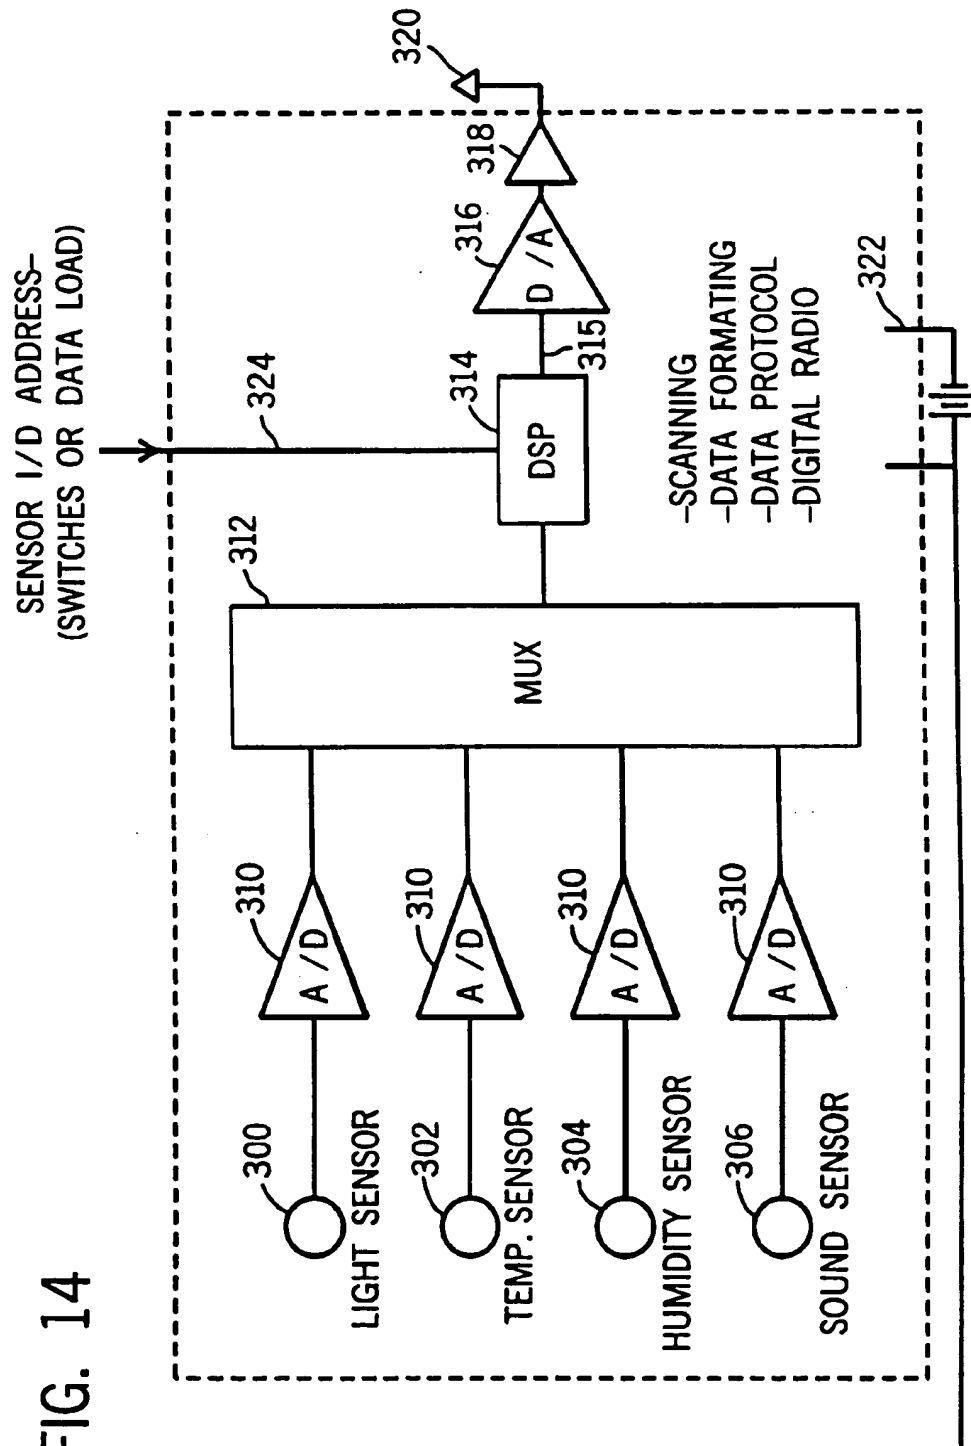 FIG. 14
SENSOR I/D ADDRESS-
(SWITCHES OR DATA LOAD)
324
300
LIGHT SENSOR
310
A/D
302
TEMP. SENSOR
310
A/D
304
HUMIDITY SENSOR
310
A/D
306
SOUND SENSOR
310
A/D
312
MUX
314
DSP
315
316
D/A
318
320
-SCANNING
-DATA FORMATING
-DATA PROTOCOL
-DIGITAL RADIO
322